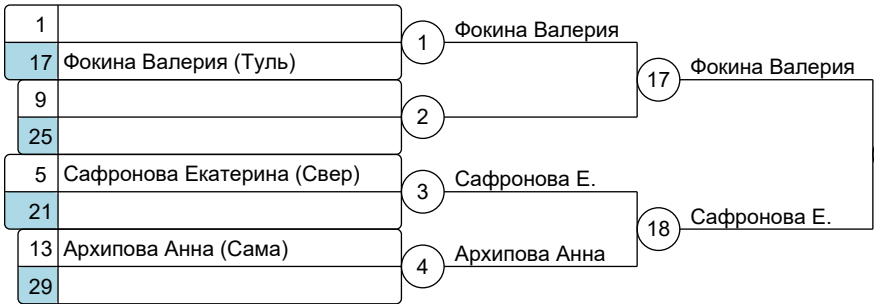 1
17 Фокина Валерия (Туль)
1 Фокина Валерия
9
25
2
17 Фокина Валерия
5 Сафронова Екатерина (Свер)
21
3 Сафронова Е.
13 Архипова Анна (Сама)
29
4 Архипова Анна
18 Сафронова Е.